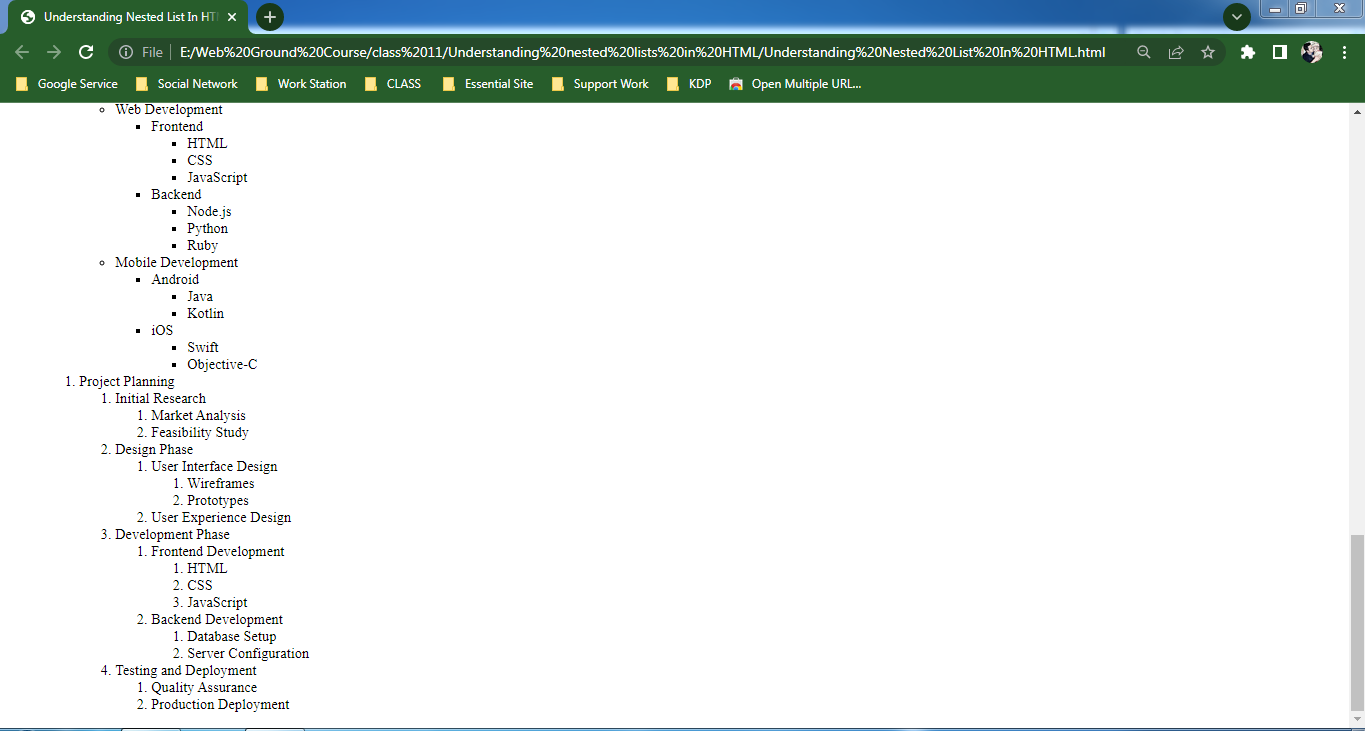 Understanding Nested List In HT
File | E:/Web%20Ground%20Course/class%2011/Understanding%20nested%20lists%20in%20HTML/Understanding%20Nested%20List%20In%20HTML.html
Google Service Social Network Work Station CLASS Essential Site Support Work KDP Open Multiple URL...
Web Development
Frontend
HTML
CSS
JavaScript
Backend
Node.js
Python
Ruby
Mobile Development
Android
Java
Kotlin
iOS
Swift
Objective-C
1. Project Planning
1. Initial Research
1. Market Analysis
2. Feasibility Study
2. Design Phase
1. User Interface Design
1. Wireframes
2. Prototypes
2. User Experience Design
3. Development Phase
1. Frontend Development
1. HTML
2. CSS
3. JavaScript
2. Backend Development
1. Database Setup
2. Server Configuration
4. Testing and Deployment
1. Quality Assurance
2. Production Deployment